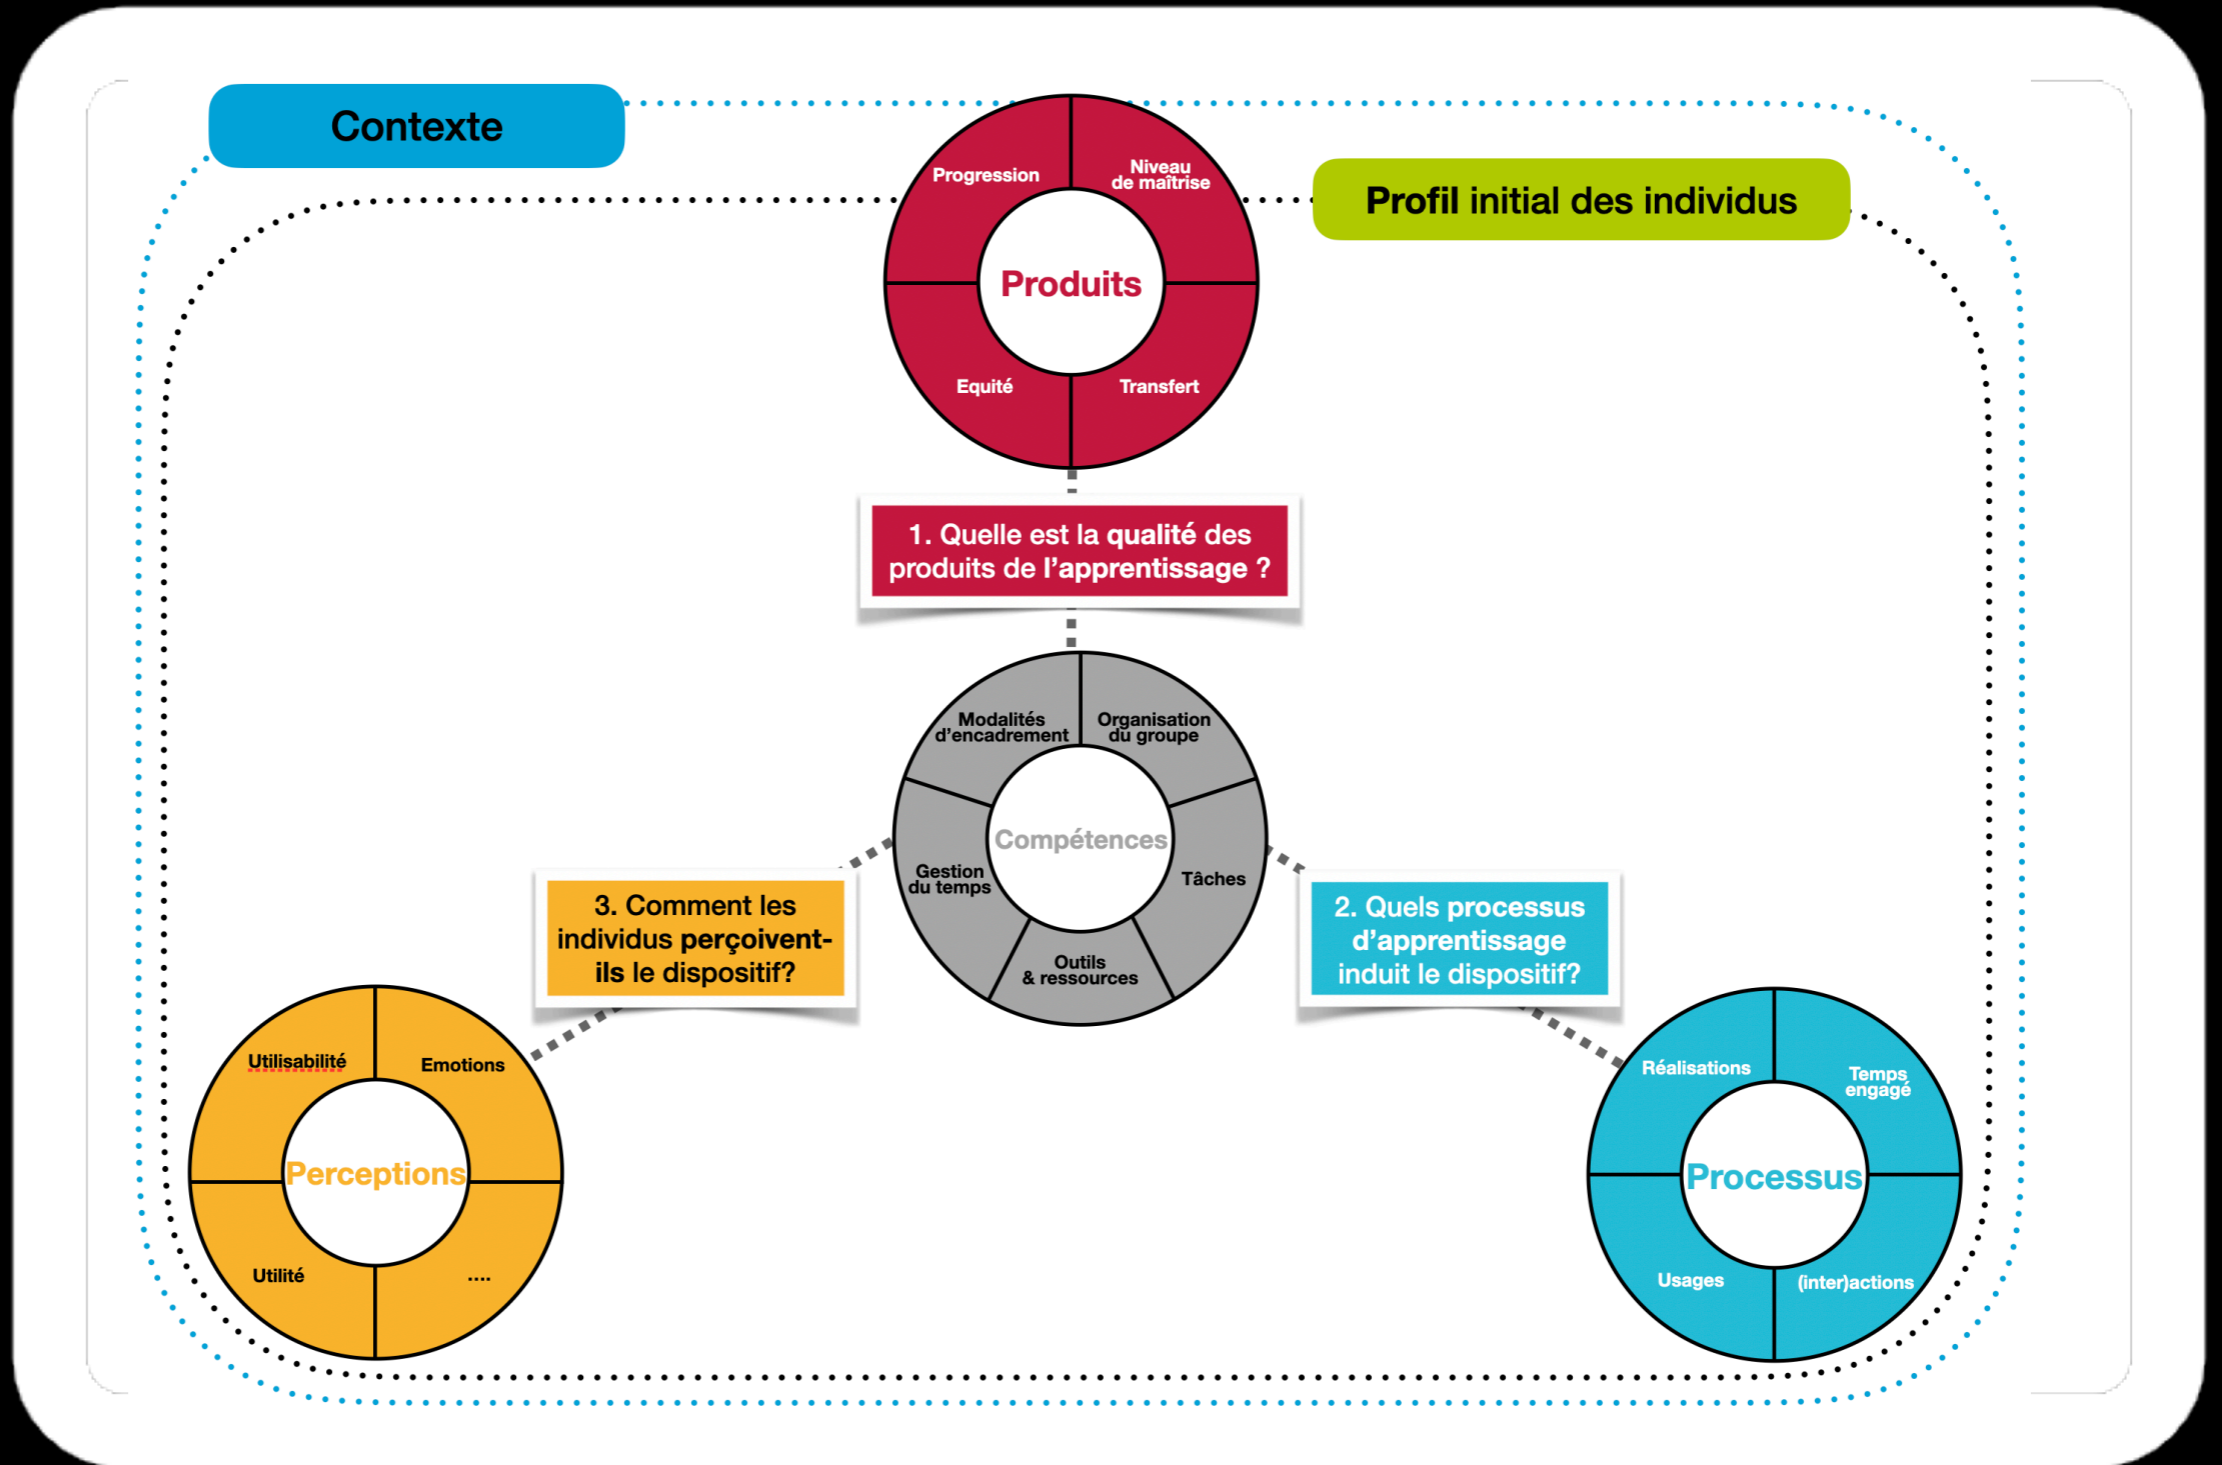 Contexte
Profil initial des individus
Progression
Niveau
de maîtrise
Produits
Equité
Transfert
1. Quelle est la qualité des
produits de l’apprentissage ?
Modalités
d’encadrement
Organisation
du groupe
Compétences
Gestion
du temps
Tâches
Outils
& ressources
3. Comment les
individus perçoivent-
ils le dispositif?
2. Quels processus
d’apprentissage
induit le dispositif?
Utilisabilité
Emotions
Perceptions
Utilité
....
Réalisations
Temps
engagé
Processus
Usages
(inter)actions